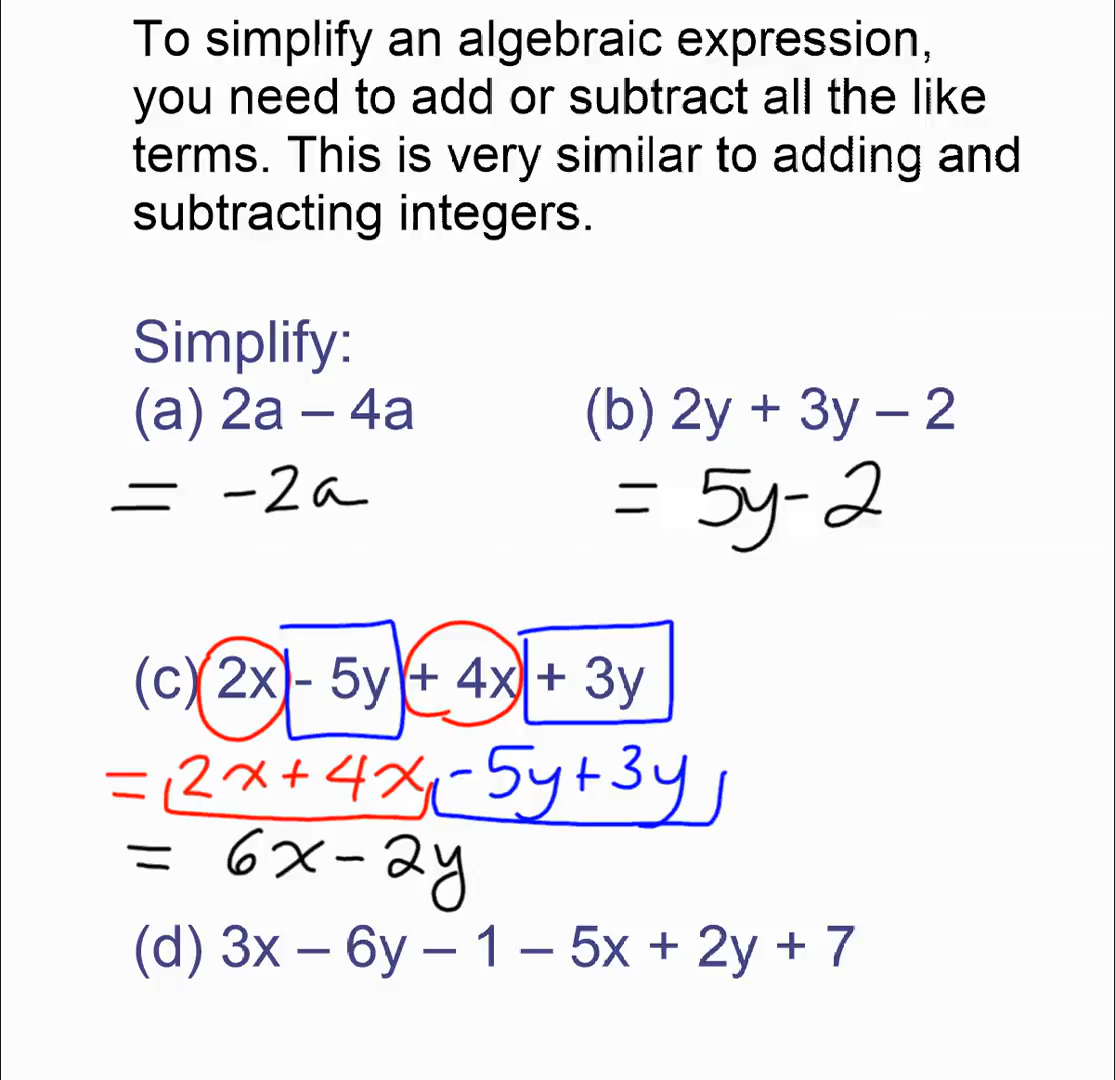 To simplify an algebraic expression,
you need to add or subtract all the like
terms. This is very similar to adding and
subtracting integers.
Simplify:
(a) 2a – 4a
(b) 2y + 3y – 2
= -2a
= 5y-2
(c) 2x - 5y + 4x + 3y
= 2x+4x -5y+3y
= 6x-2y
(d) 3x – 6y – 1 – 5x + 2y + 7